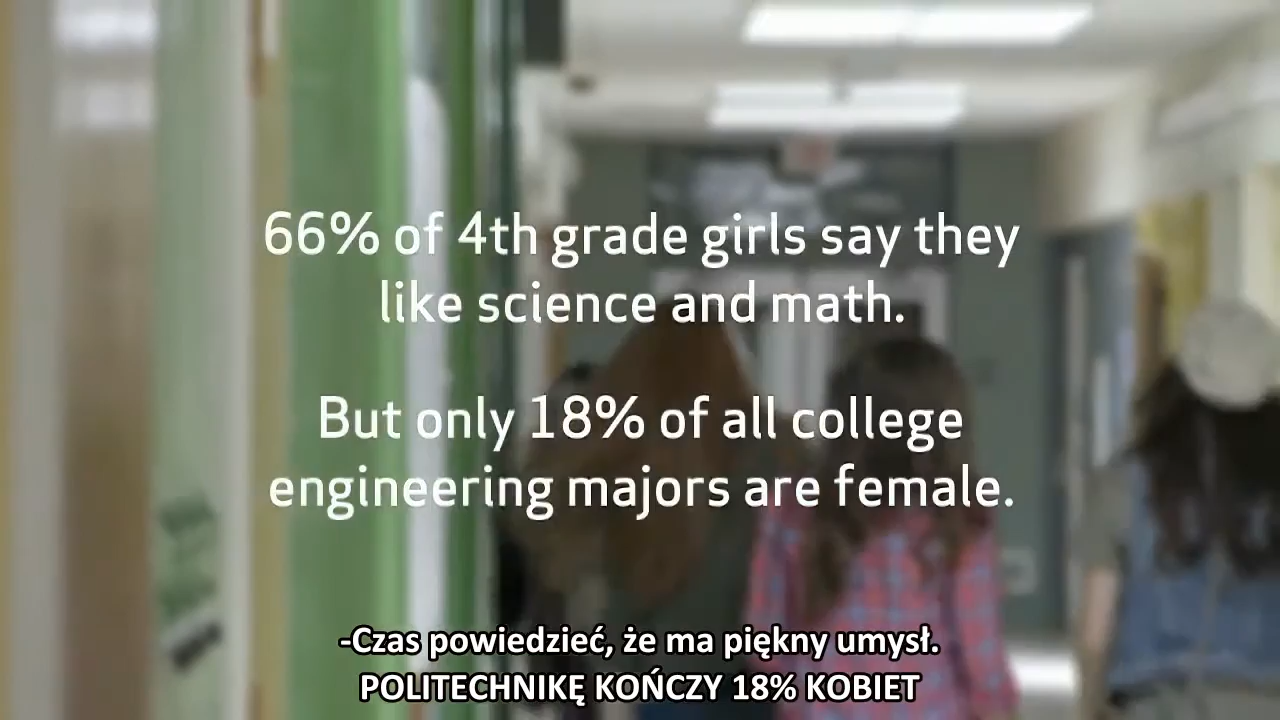 66% of 4th grade girls say they
like science and math.
But only 18% of all college
engineering majors are female.
-Czas powiedzieć, że ma piękny umysł.
POLITECHNIKĘ KOŃCZY 18% KOBIET